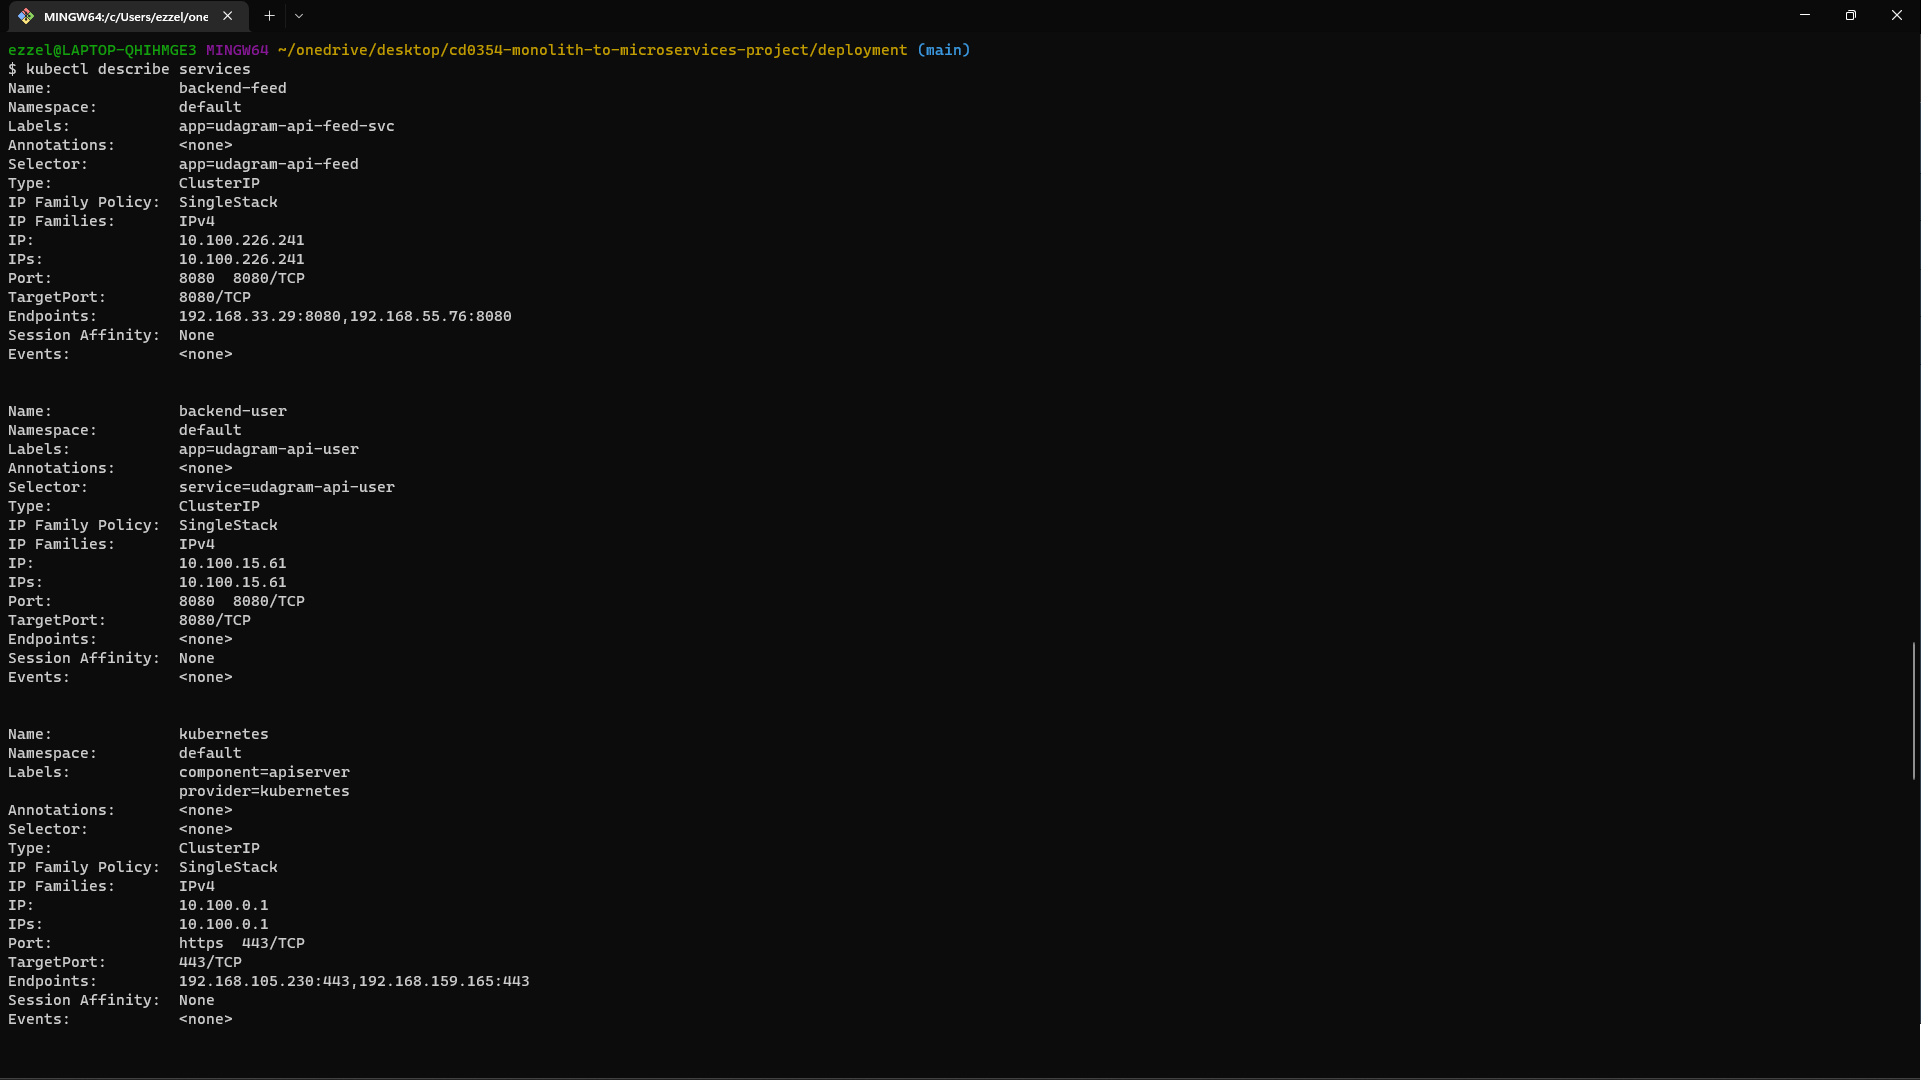 MINGW64:/c/Users/ezzel/one
ezzel@LAPTOP-QHIHMGE3 MINGW64 ~/onedrive/desktop/cd0354-monolith-to-microservices-project/deployment (main)
$ kubectl describe services
Name:              backend-feed
Namespace:         default
Labels:            app=udagram-api-feed-svc
Annotations:       <none>
Selector:          app=udagram-api-feed
Type:              ClusterIP
IP Family Policy:  SingleStack
IP Families:       IPv4
IP:                10.100.226.241
IPs:               10.100.226.241
Port:              8080  8080/TCP
TargetPort:        8080/TCP
Endpoints:         192.168.33.29:8080,192.168.55.76:8080
Session Affinity:  None
Events:            <none>
Name:              backend-user
Namespace:         default
Labels:            app=udagram-api-user
Annotations:       <none>
Selector:          service=udagram-api-user
Type:              ClusterIP
IP Family Policy:  SingleStack
IP Families:       IPv4
IP:                10.100.15.61
IPs:               10.100.15.61
Port:              8080  8080/TCP
TargetPort:        8080/TCP
Endpoints:         <none>
Session Affinity:  None
Events:            <none>
Name:              kubernetes
Namespace:         default
Labels:            component=apiserver
                   provider=kubernetes
Annotations:       <none>
Selector:          <none>
Type:              ClusterIP
IP Family Policy:  SingleStack
IP Families:       IPv4
IP:                10.100.0.1
IPs:               10.100.0.1
Port:              https  443/TCP
TargetPort:        443/TCP
Endpoints:         192.168.105.230:443,192.168.159.165:443
Session Affinity:  None
Events:            <none>